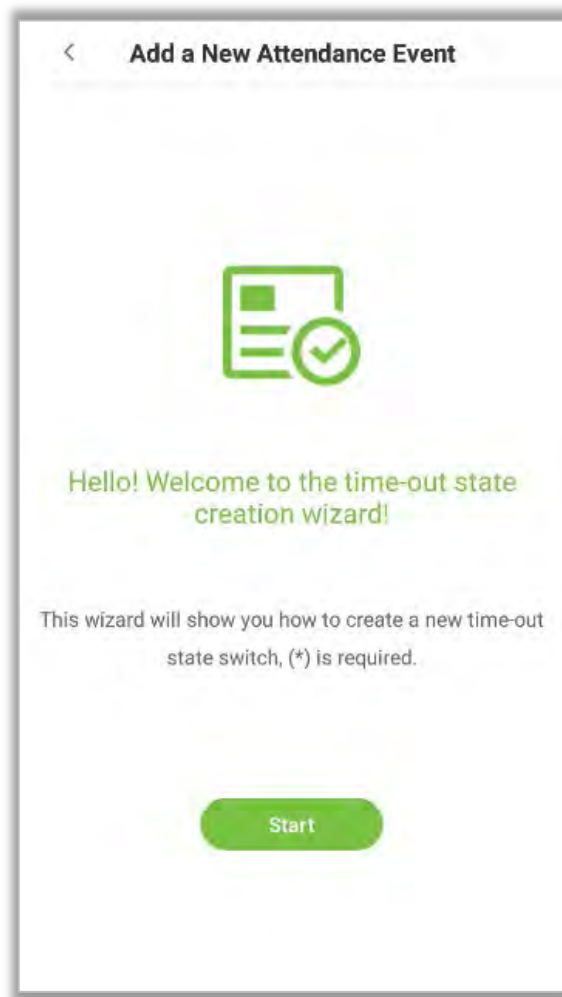 Add a New Attendance Event
Hello! Welcome to the time-out state
creation wizard!
This wizard will show you how to create a new time-out
state switch, (*) is required.
Start